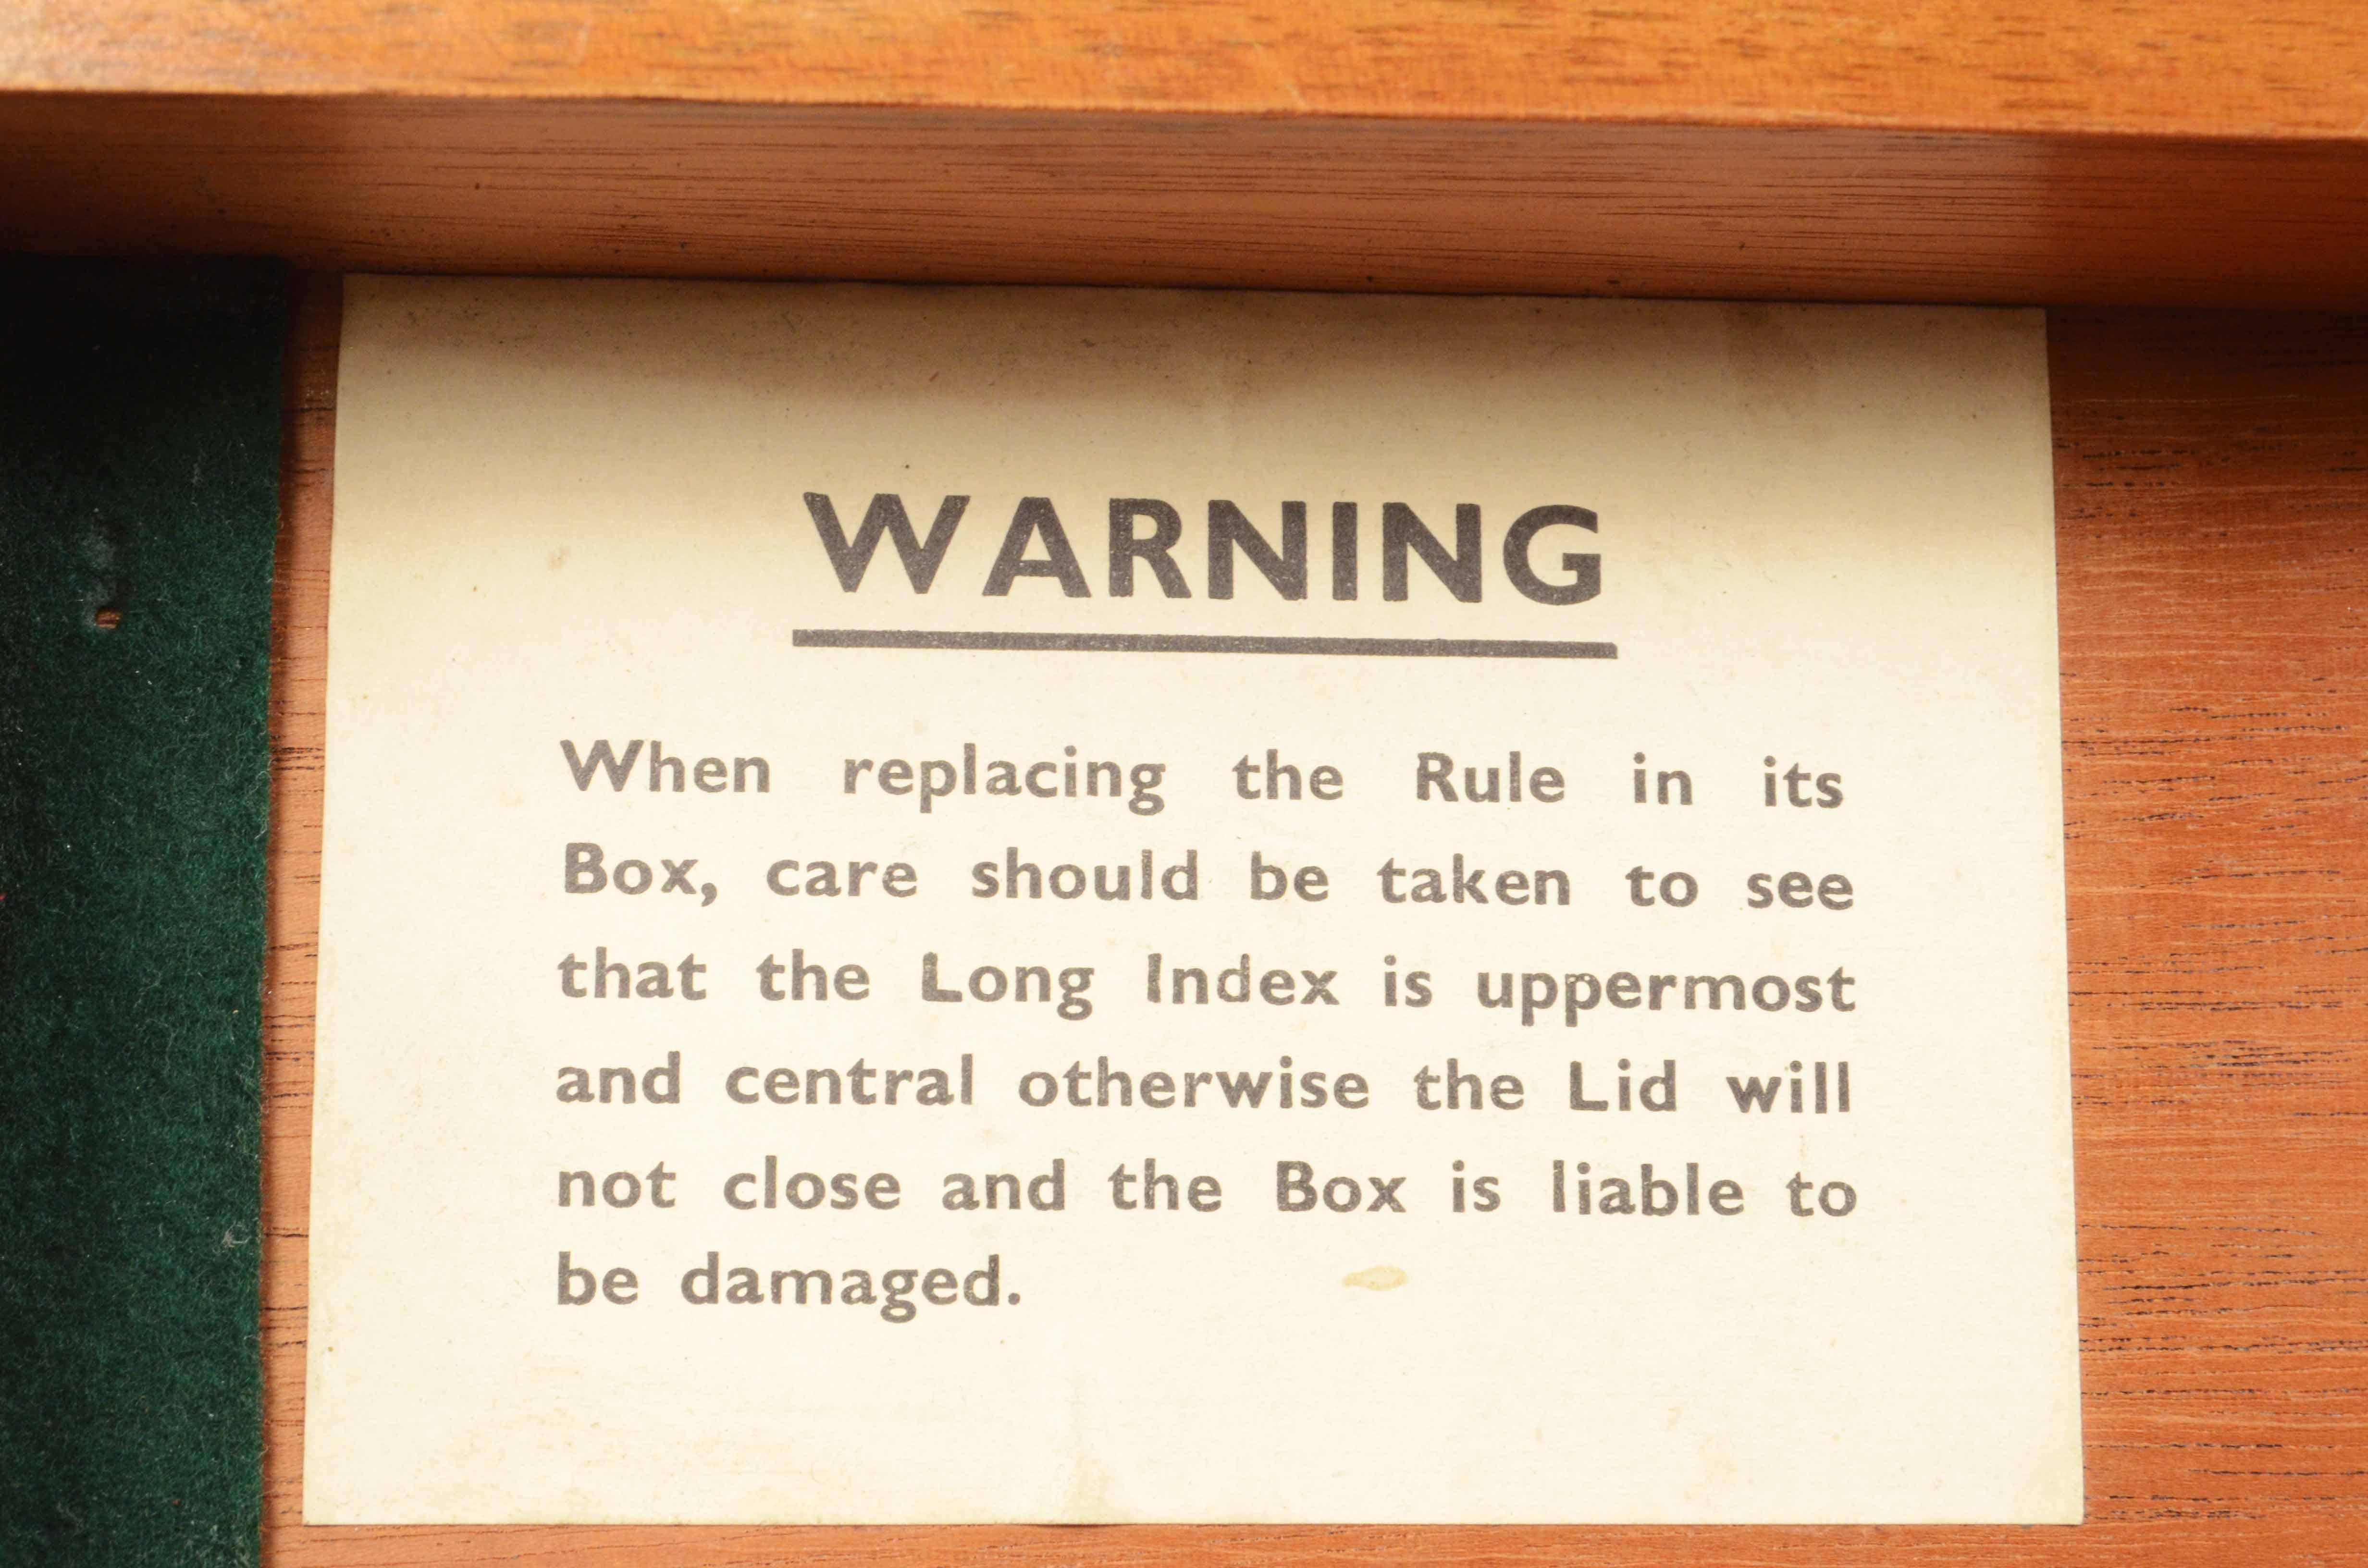 WARNING
When replacing the Rule in its
Box, care should be taken to see
that the Long Index is uppermost
and central otherwise the Lid will
not close and the Box is liable to
be damaged.